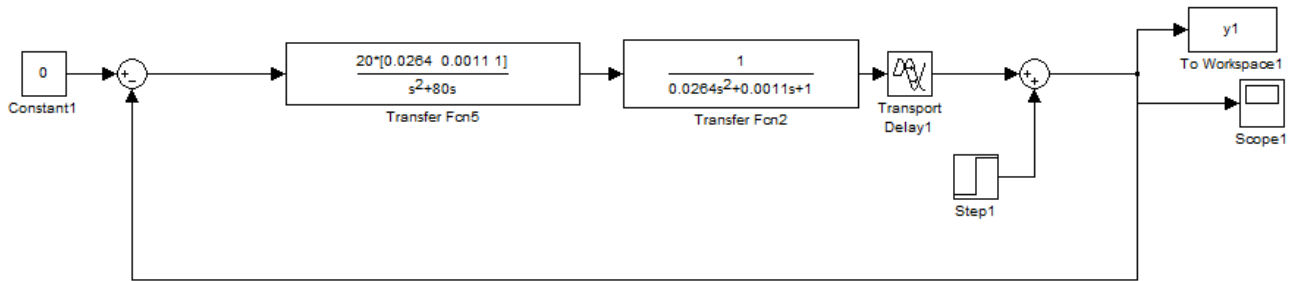 y1
To Workspace1
0
Constant1
20*[0.0264 0.0011 1]
s²+80s
Transfer Fcn5
1
0.0264s²+0.0011s+1
Transfer Fcn2
Transport
Delay1
Scope1
Step1